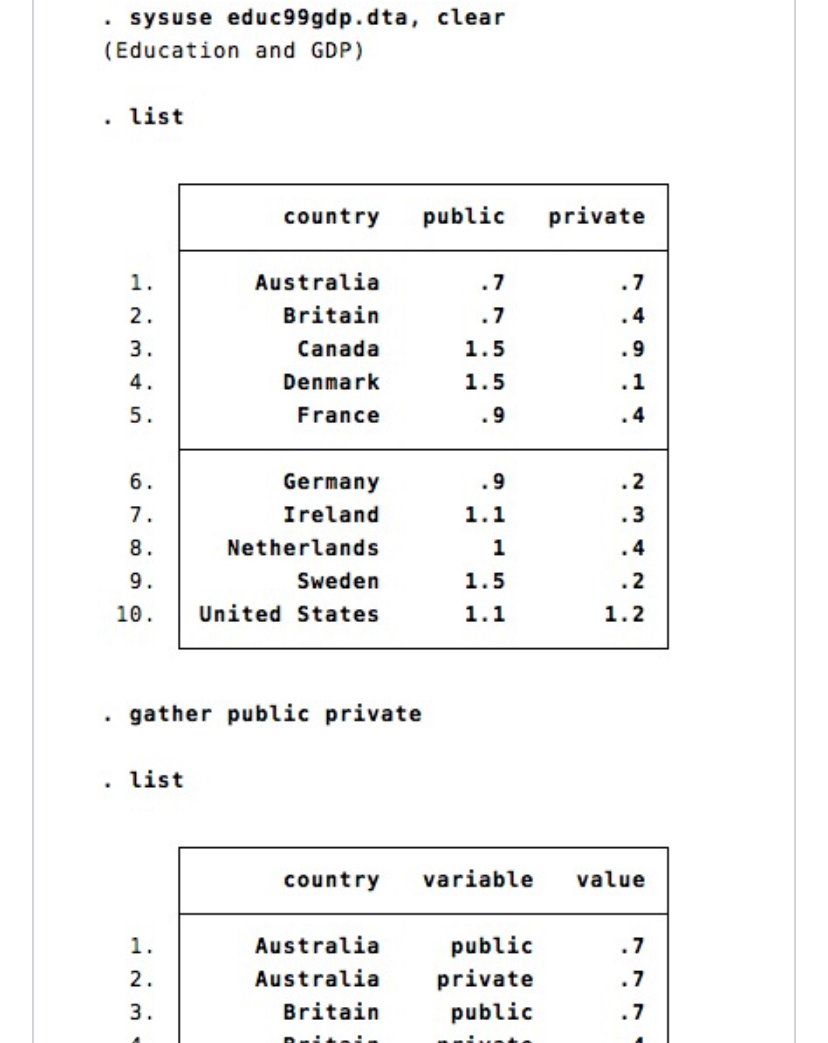 . sysuse educ99gdp.dta, clear
(Education and GDP)
. list
country public private
1. Australia .7 .7
2. Britain .7 .4
3. Canada 1.5 .9
4. Denmark 1.5 .1
5. France .9 .4
6. Germany .9 .2
7. Ireland 1.1 .3
8. Netherlands 1 .4
9. Sweden 1.5 .2
10. United States 1.1 1.2
. gather public private
. list
country variable value
1. Australia public .7
2. Australia private .7
3. Britain public .7